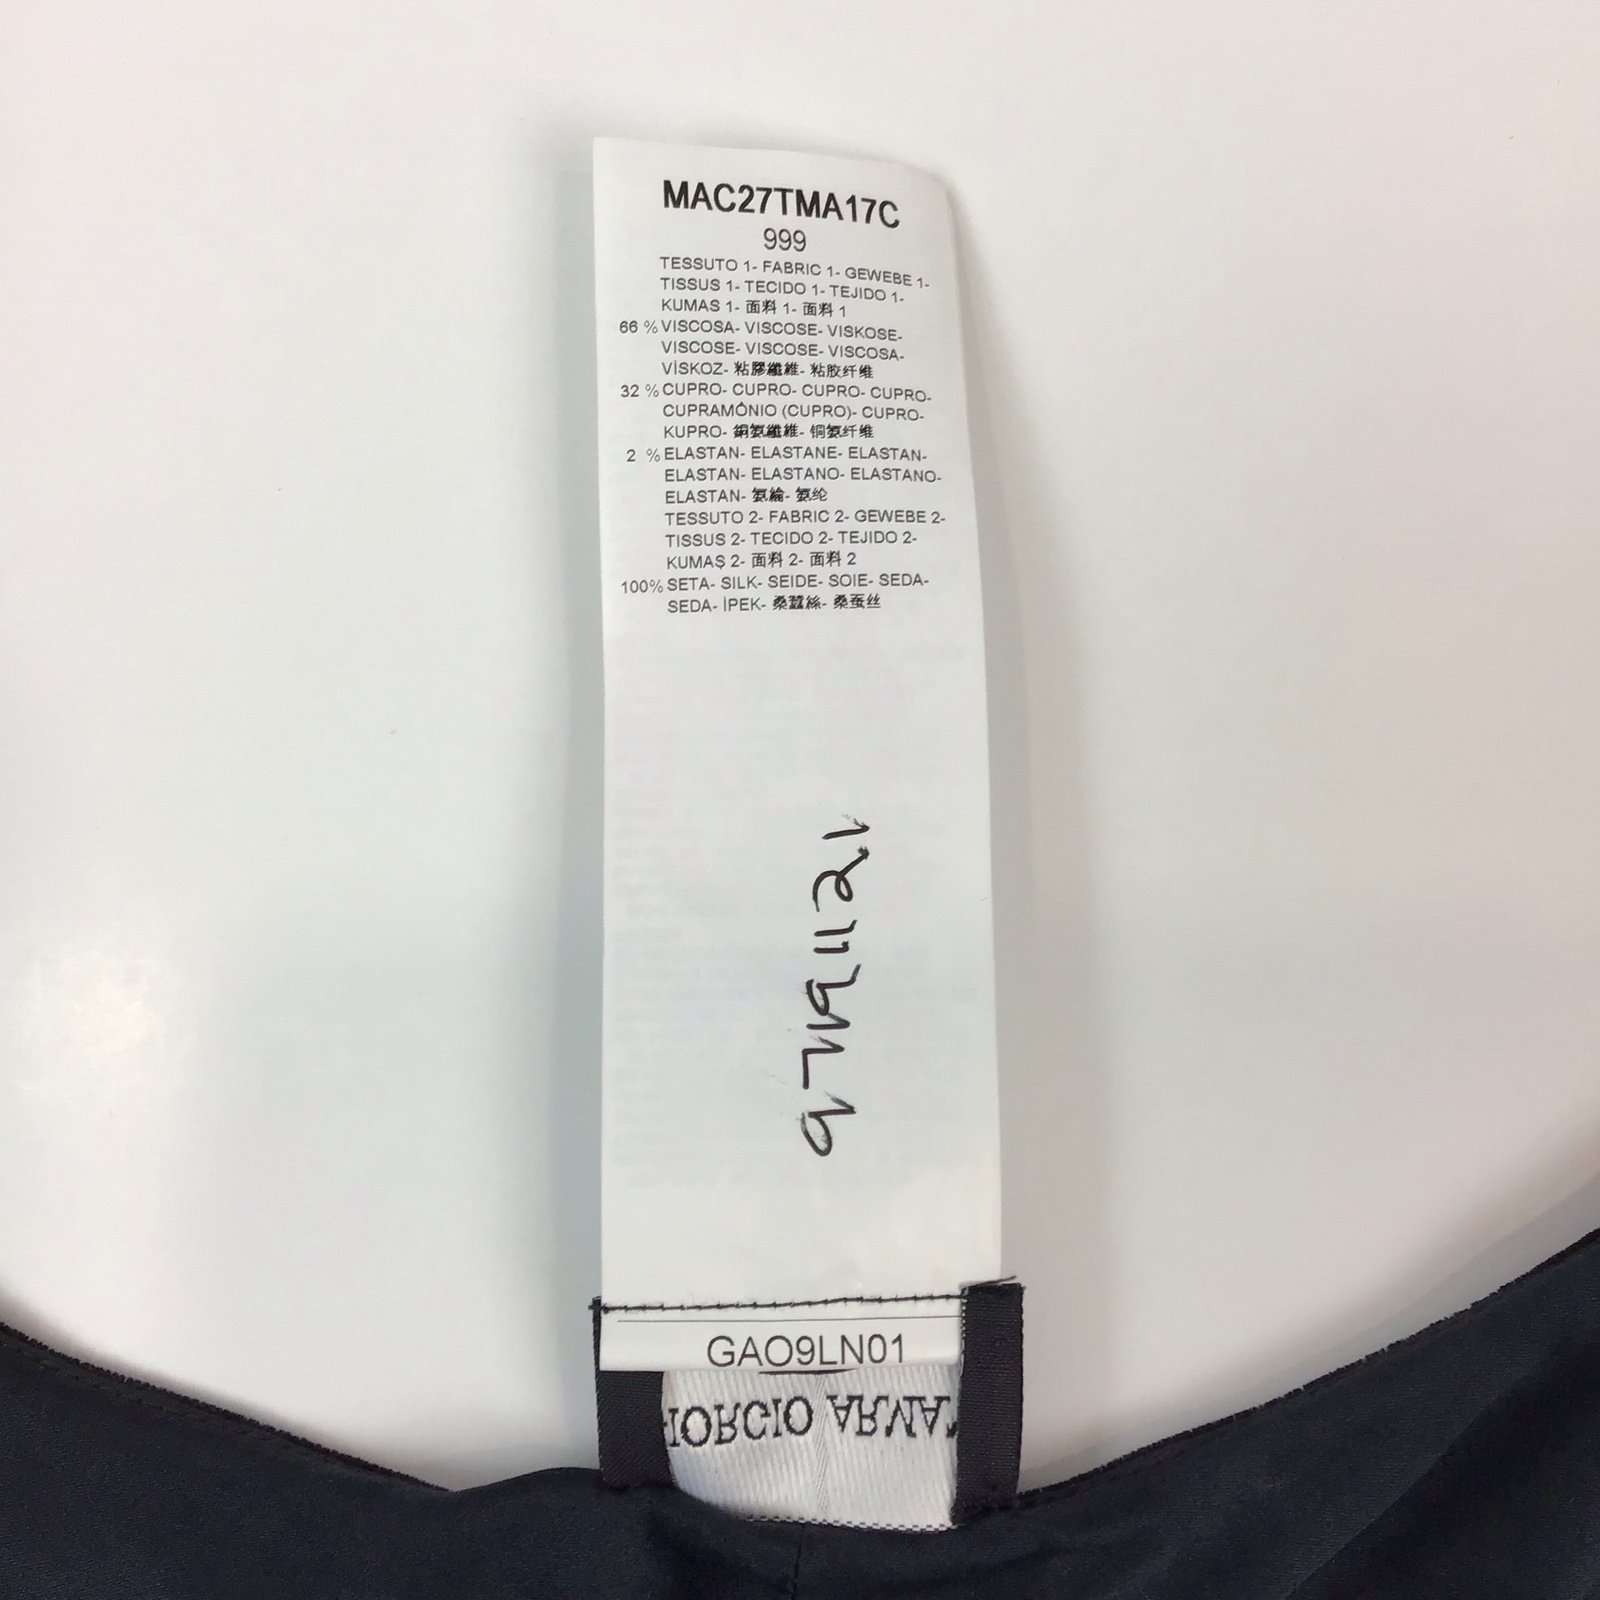 MAC27TMA17C
999
TESSUTO 1- FABRIC 1- GEWEBE 1-
TISSUS 1- TECIDO 1- TEJIDO 1-
KUMAS 1- 面料 1- 面料 1
66 % VISCOSA- VISCOSE- VISKOSE-
VISCOSE- VISCOSE- VISCOSA-
VİSKOZ- 粘膠纖維- 粘胶纤维
32 % CUPRO- CUPRO- CUPRO- CUPRO-
CUPRAMÔNIO (CUPRO)- CUPRO-
KUPRO- 銅氨纖維- 铜氨纤维
2 % ELASTAN- ELASTANE- ELASTAN-
ELASTAN- ELASTANO- ELASTANO-
ELASTAN- 氨綸- 氨纶
TESSUTO 2- FABRIC 2- GEWEBE 2-
TISSUS 2- TECIDO 2- TEJIDO 2-
KUMAŞ 2- 面料 2- 面料 2
100% SETA- SILK- SEIDE- SOIE- SEDA-
SEDA- İPEK- 桑蠶絲- 桑蚕丝
GAO9LN01
GIORGIO ARMA